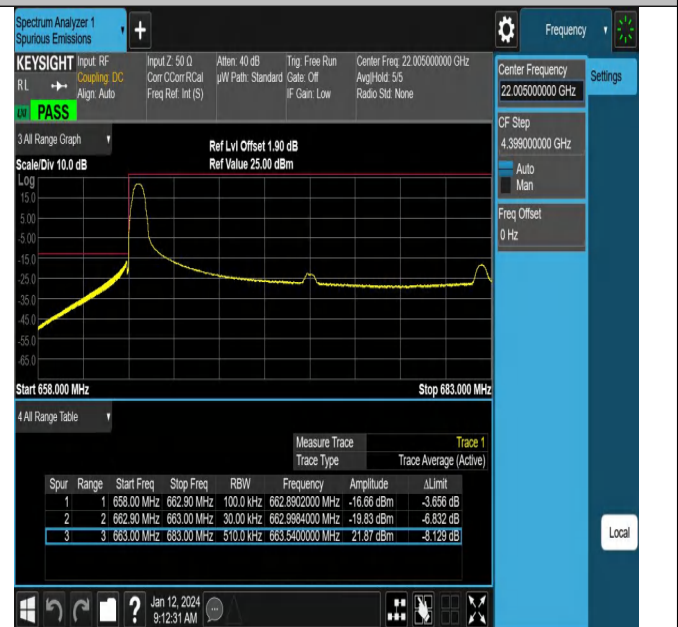 Spectrum Analyzer 1
Spurious Emissions
Frequency
KEYSIGHT Input: RF Input Z: 50 Ω Atten: 40 dB Trig: Free Run Center Freq: 22.005000000 GHz
RL Coupling: DC Corr CCorr RCal µW Path: Standard Gate: Off Avg|Hold: 5/5
Align: Auto Freq Ref: Int (S) IF Gain: Low Radio Std: None
PASS
Center Frequency
22.005000000 GHz
Settings
CF Step
4.399000000 GHz
Auto
Man
Freq Offset
0 Hz
3 All Range Graph
Ref Lvl Offset 1.90 dB
Scale/Div 10.0 dB Ref Value 25.00 dBm
Log
15.0
5.00
-5.00
-15.0
-25.0
-35.0
-45.0
-55.0
-65.0
Start 658.000 MHz Stop 683.000 MHz
4 All Range Table
Measure Trace Trace 1
Trace Type Trace Average (Active)
Spur Range Start Freq Stop Freq RBW Frequency Amplitude ΔLimit
1 1 658.00 MHz 662.90 MHz 100.0 kHz 662.8902000 MHz -16.66 dBm -3.656 dB
2 2 662.90 MHz 663.00 MHz 30.00 kHz 662.9984000 MHz -19.83 dBm -6.832 dB
3 3 663.00 MHz 683.00 MHz 510.0 kHz 663.5400000 MHz 21.87 dBm -8.129 dB
Local
Jan 12, 2024
9:12:31 AM